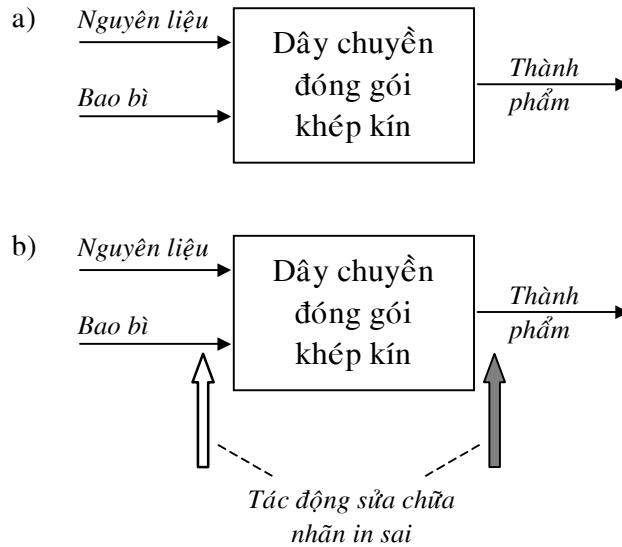 a)
Nguyên liệu
Bao bì
Dây chuyền
đóng gói
khép kín
Thành
phẩm
b)
Nguyên liệu
Bao bì
Dây chuyền
đóng gói
khép kín
Thành
phẩm
Tác động sửa chữa
nhãn in sai